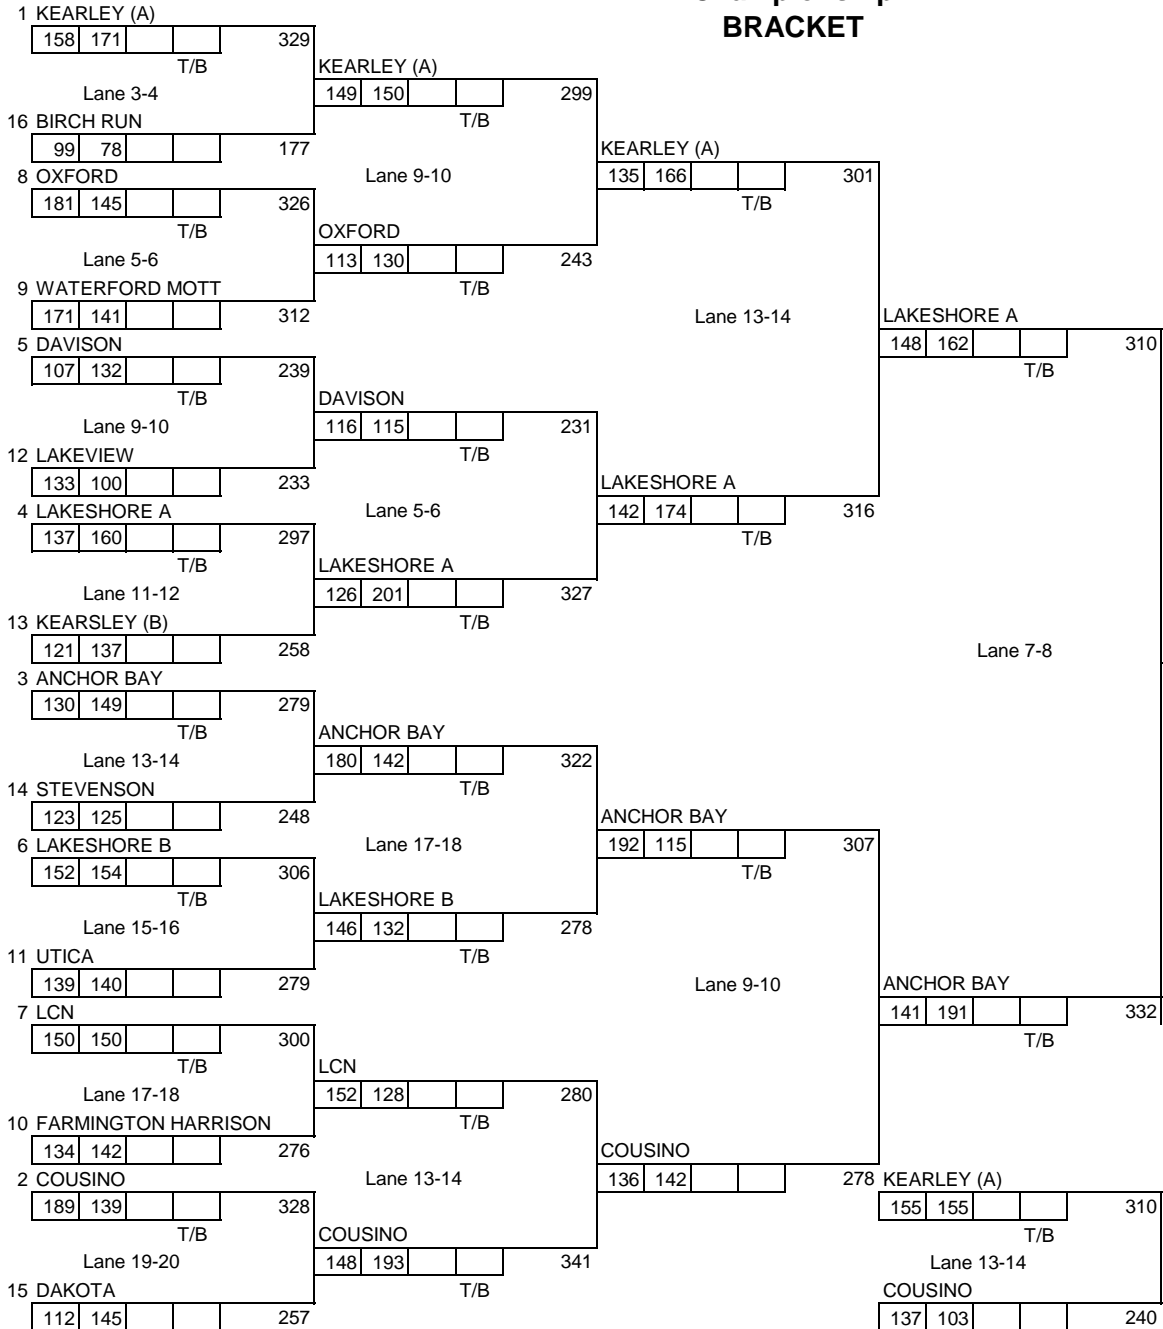 BRACKET
1 KEARLEY (A)
158 171 329
T/B KEARLEY (A)
Lane 3-4 149 150 299
16 BIRCH RUN T/B
99 78 177 KEARLEY (A)
8 OXFORD Lane 9-10 135 166 301
181 145 326 T/B
T/B OXFORD
Lane 5-6 113 130 243
9 WATERFORD MOTT T/B
171 141 312 Lane 13-14 LAKESHORE A
5 DAVISON 148 162 310
107 132 239 T/B
T/B DAVISON
Lane 9-10 116 115 231
12 LAKEVIEW T/B
133 100 233 LAKESHORE A
4 LAKESHORE A Lane 5-6 142 174 316
137 160 297 T/B
T/B LAKESHORE A
Lane 11-12 126 201 327
13 KEARSLEY (B) T/B
121 137 258 Lane 7-8
3 ANCHOR BAY
130 149 279
T/B ANCHOR BAY
Lane 13-14 180 142 322
14 STEVENSON T/B
123 125 248 ANCHOR BAY
6 LAKESHORE B Lane 17-18 192 115 307
152 154 306 T/B
T/B LAKESHORE B
Lane 15-16 146 132 278
11 UTICA T/B
139 140 279 Lane 9-10 ANCHOR BAY
7 LCN 141 191 332
150 150 300 T/B
T/B LCN
Lane 17-18 152 128 280
10 FARMINGTON HARRISON T/B
134 142 276 COUSINO
2 COUSINO Lane 13-14 136 142 278 KEARLEY (A)
189 139 328 155 155 310
T/B COUSINO T/B
Lane 19-20 148 193 341 Lane 13-14
15 DAKOTA T/B COUSINO
112 145 257 137 103 240